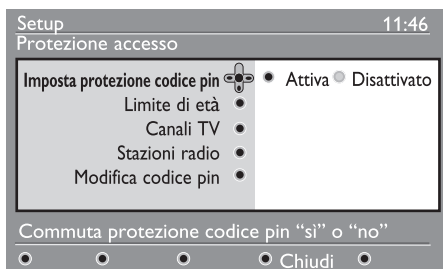 Setup 11:46
Protezione accesso
Imposta protezione codice pin Attiva Disattivato
Limite di età
Canali TV
Stazioni radio
Modifica codice pin
Commuta protezione codice pin “sì” o “no”
Chiudi